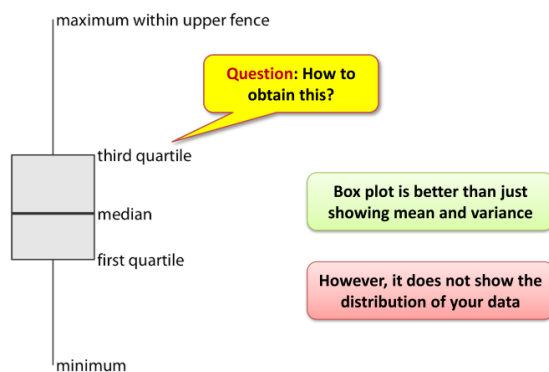 maximum within upper fence
Question: How to
obtain this?
third quartile
median
first quartile
minimum
Box plot is better than just
showing mean and variance
However, it does not show the
distribution of your data